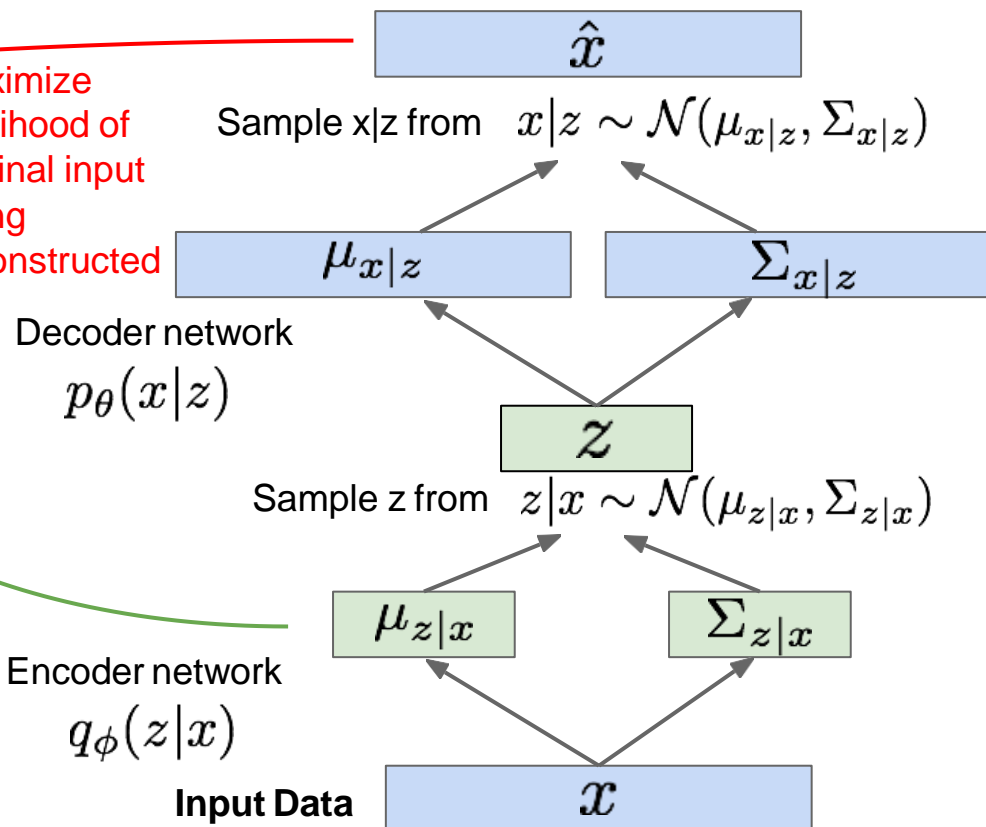 x̂
Sample x|z from x|z ∼ 𝒩(μ_{x|z}, Σ_{x|z})
μ_{x|z} Σ_{x|z}
Decoder network
p_θ(x|z)
z
Sample z from z|x ∼ 𝒩(μ_{z|x}, Σ_{z|x})
μ_{z|x} Σ_{z|x}
Encoder network
q_ϕ(z|x)
Input Data x
ximize
lihood of
inal input
ng
onstructed